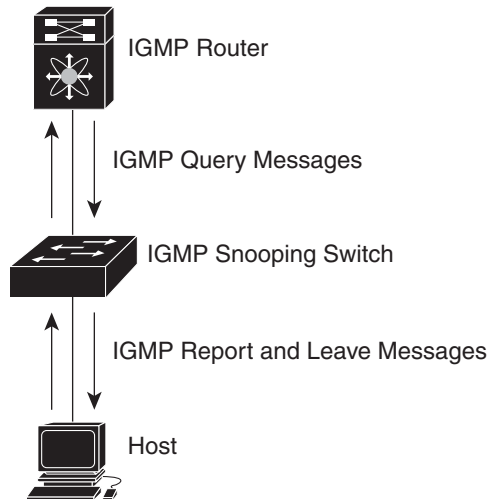 IGMP Router
IGMP Query Messages
IGMP Snooping Switch
IGMP Report and Leave Messages
Host